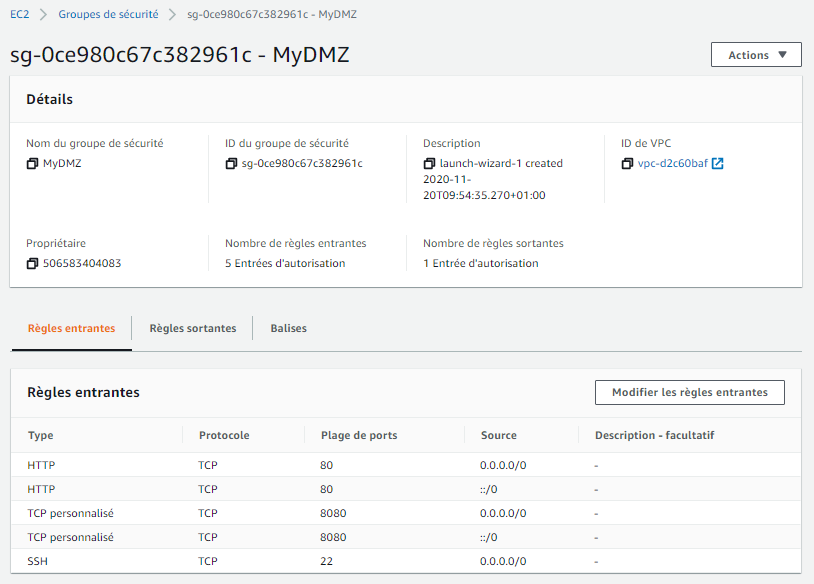 EC2 > Groupes de sécurité > sg-0ce980c67c382961c - MyDMZ
sg-0ce980c67c382961c - MyDMZ
Actions ▼
Détails
Nom du groupe de sécurité
MyDMZ
ID du groupe de sécurité
sg-0ce980c67c382961c
Description
launch-wizard-1 created
2020-11-
20T09:54:35.270+01:00
ID de VPC
vpc-d2c60baf
Propriétaire
506583404083
Nombre de règles entrantes
5 Entrées d'autorisation
Nombre de règles sortantes
1 Entrée d'autorisation
Règles entrantes
Règles sortantes
Balises
Règles entrantes
Modifier les règles entrantes
Type Protocole Plage de ports Source Description - facultatif
HTTP TCP 80 0.0.0.0/0 -
HTTP TCP 80 ::/0 -
TCP personnalisé TCP 8080 0.0.0.0/0 -
TCP personnalisé TCP 8080 ::/0 -
SSH TCP 22 0.0.0.0/0 -